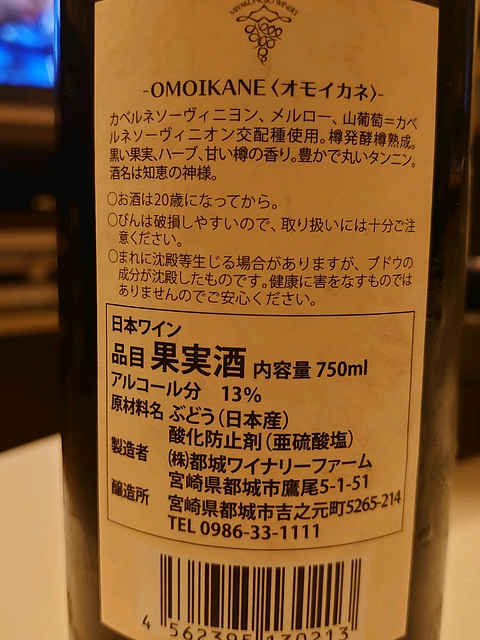 MIYAKONOJO WINERY
-OMOIKANE〈オモイカネ〉-
カベルネソーヴィニヨン、メルロー、山葡萄=カベ
ルネソーヴィニオン交配種使用。樽発酵樽熟成。
黒い果実、ハーブ、甘い樽の香り。豊かで丸いタンニン。
酒名は知恵の神様。
○お酒は20歳になってから。
○びんは破損しやすいので、取り扱いには十分ご注
意ください。
○まれに沈殿等生じる場合がありますが、ブドウの
成分が沈殿したものです。健康に害をなすものでは
ありませんのでご安心ください。
日本ワイン
品目 果実酒 内容量 750ml
アルコール分 13%
原材料名 ぶどう(日本産)
酸化防止剤(亜硫酸塩)
製造者 (株)都城ワイナリーファーム
宮崎県都城市鷹尾5-1-51
醸造所 宮崎県都城市吉之元町5265-214
TEL 0986-33-1111
4 562395 130213